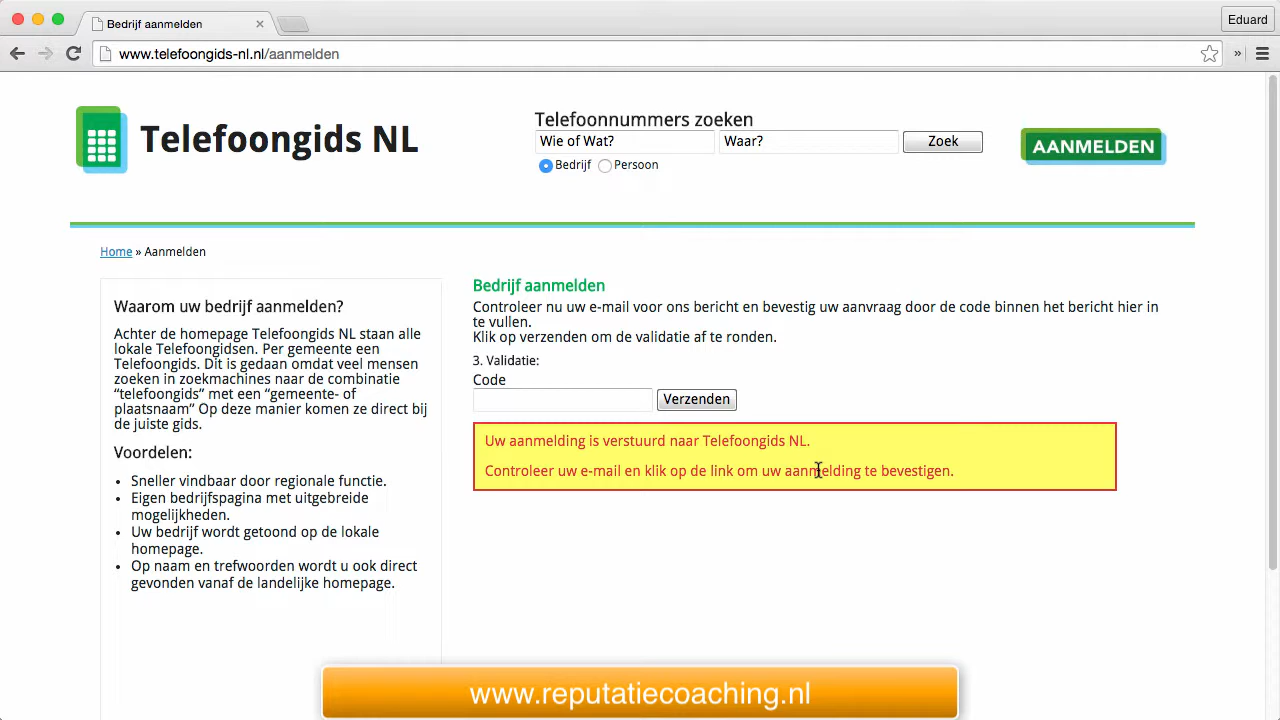 Bedrijf aanmelden
Eduard
www.telefoongids-nl.nl/aanmelden
»
Telefoongids NL
Telefoonnummers zoeken
Wie of Wat? Waar? Zoek
Bedrijf Persoon
AANMELDEN
Home » Aanmelden
Waarom uw bedrijf aanmelden?
Achter de homepage Telefoongids NL staan alle
lokale Telefoongidsen. Per gemeente een
Telefoongids. Dit is gedaan omdat veel mensen
zoeken in zoekmachines naar de combinatie
“telefoongids” met een “gemeente- of
plaatsnaam” Op deze manier komen ze direct bij
de juiste gids.
Voordelen:
• Sneller vindbaar door regionale functie.
• Eigen bedrijfspagina met uitgebreide
mogelijkheden.
• Uw bedrijf wordt getoond op de lokale
homepage.
• Op naam en trefwoorden wordt u ook direct
gevonden vanaf de landelijke homepage.
Bedrijf aanmelden
Controleer nu uw e-mail voor ons bericht en bevestig uw aanvraag door de code binnen het bericht hier in
te vullen.
Klik op verzenden om de validatie af te ronden.
3. Validatie:
Code
Verzenden
Uw aanmelding is verstuurd naar Telefoongids NL.
Controleer uw e-mail en klik op de link om uw aanmelding te bevestigen.
www.reputatiecoaching.nl